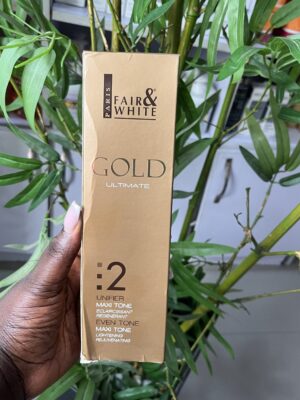 PARIS
FAIR&
WHITE
GOLD
ULTIMATE
2
UNIFIER
MAXI TONE
ÉCLAIRCISSANT
RÉGÉNÉRANT
EVEN TONE
MAXI TONE
LIGHTENING
REJUVENATING